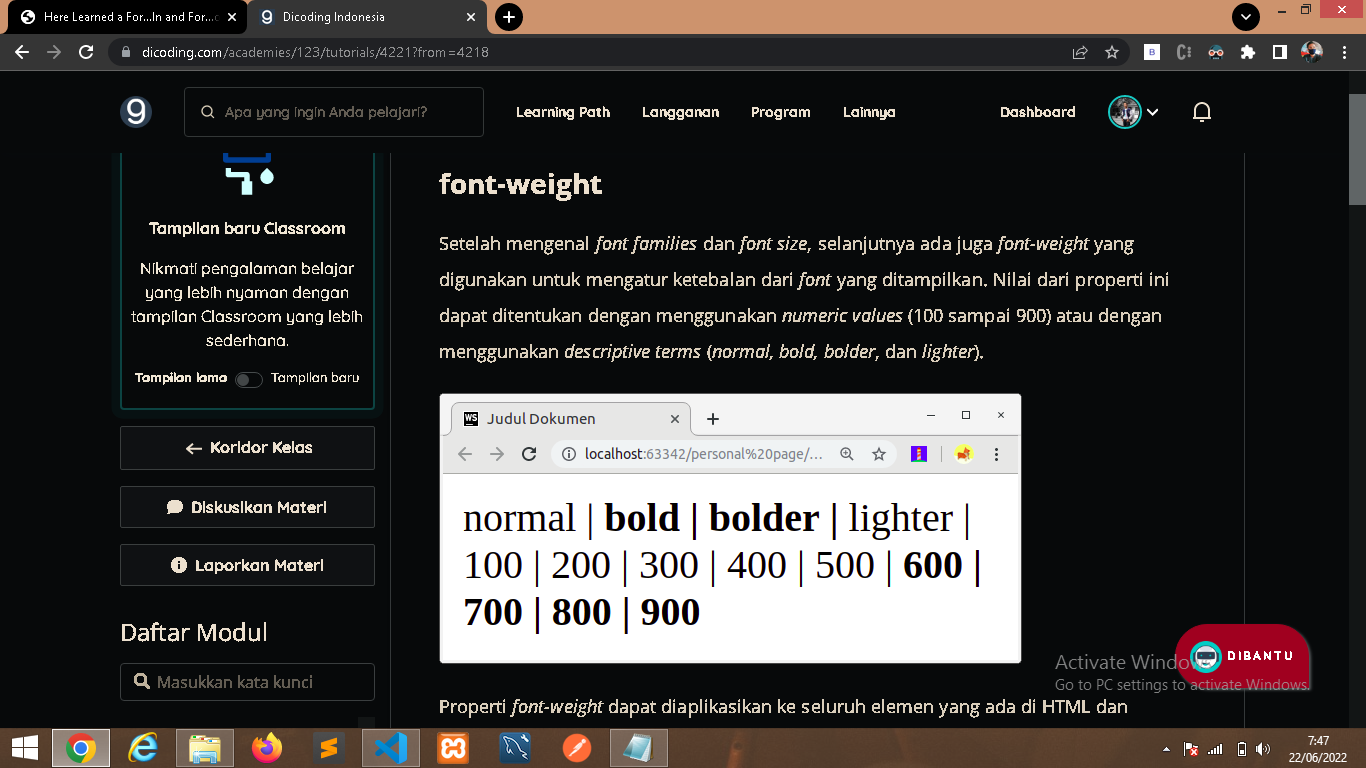 Here Learned a For...In and For...o
Dicoding Indonesia
dicoding.com/academies/123/tutorials/4221?from=4218
Apa yang ingin Anda pelajari?
Learning Path
Langganan
Program
Lainnya
Dashboard
Tampilan baru Classroom
Nikmati pengalaman belajar
yang lebih nyaman dengan
tampilan Classroom yang lebih
sederhana.
Tampilan lama
Tampilan baru
← Koridor Kelas
Diskusikan Materi
Laporkan Materi
Daftar Modul
Masukkan kata kunci
font-weight
Setelah mengenal font families dan font size, selanjutnya ada juga font-weight yang
digunakan untuk mengatur ketebalan dari font yang ditampilkan. Nilai dari properti ini
dapat ditentukan dengan menggunakan numeric values (100 sampai 900) atau dengan
menggunakan descriptive terms (normal, bold, bolder, dan lighter).
WS Judul Dokumen
localhost:63342/personal%20page/...
normal | bold | bolder | lighter |
100 | 200 | 300 | 400 | 500 | 600 |
700 | 800 | 900
Properti font-weight dapat diaplikasikan ke seluruh elemen yang ada di HTML dan
DIBANTU
Activate Windo
Go to PC settings to activate Windows.
7:47
22/06/2022